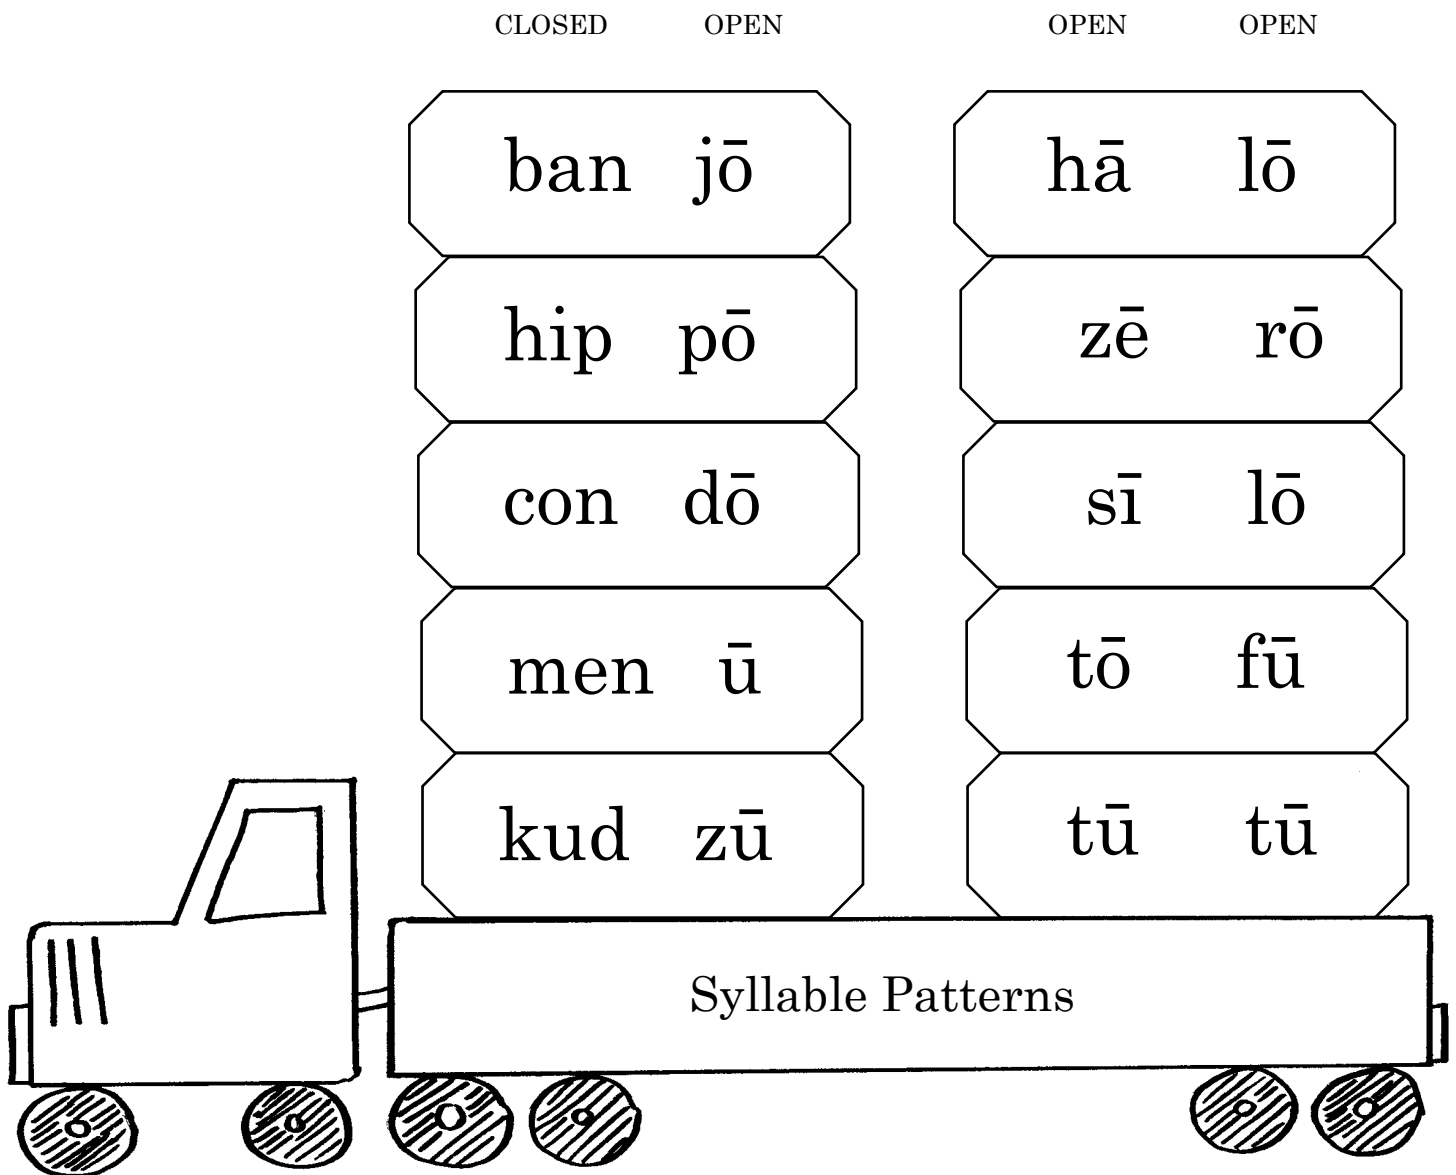 CLOSED OPEN OPEN OPEN
ban jō hā lō
hip pō zē rō
con dō sī lō
men ū tō fū
kud zū tū tū
Syllable Patterns